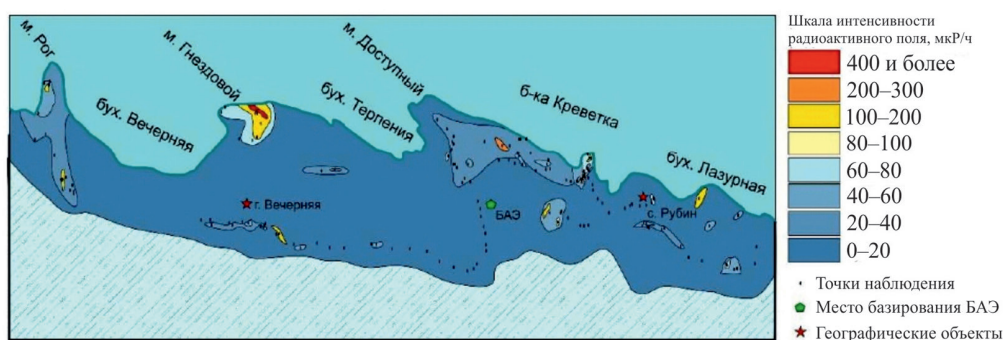 м. Рог
бух. Вечерняя
м. Гнездовой
бух. Терпения
м. Доступный
б-ка Креветка
бух. Лазурная
г. Вечерняя
БАЭ
с. Рубин
Шкала интенсивности
радиоактивного поля, мкР/ч
400 и более
200–300
100–200
80–100
60–80
40–60
20–40
0–20
Точки наблюдения
Место базирования БАЭ
Географические объекты